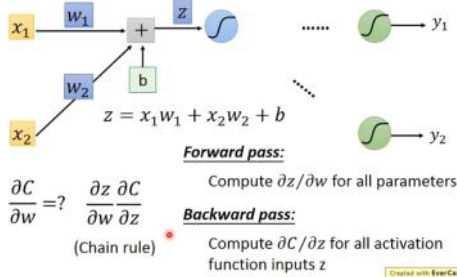 x₁ w₁ + z ...... y₁
w₂ b ......
z = x₁w₁ + x₂w₂ + b
x₂ y₂
Forward pass:
∂C/∂w =? ∂z/∂w ∂C/∂z
Compute ∂z/∂w for all parameters
(Chain rule)
Backward pass:
Compute ∂C/∂z for all activation
function inputs z
Created with EverCa